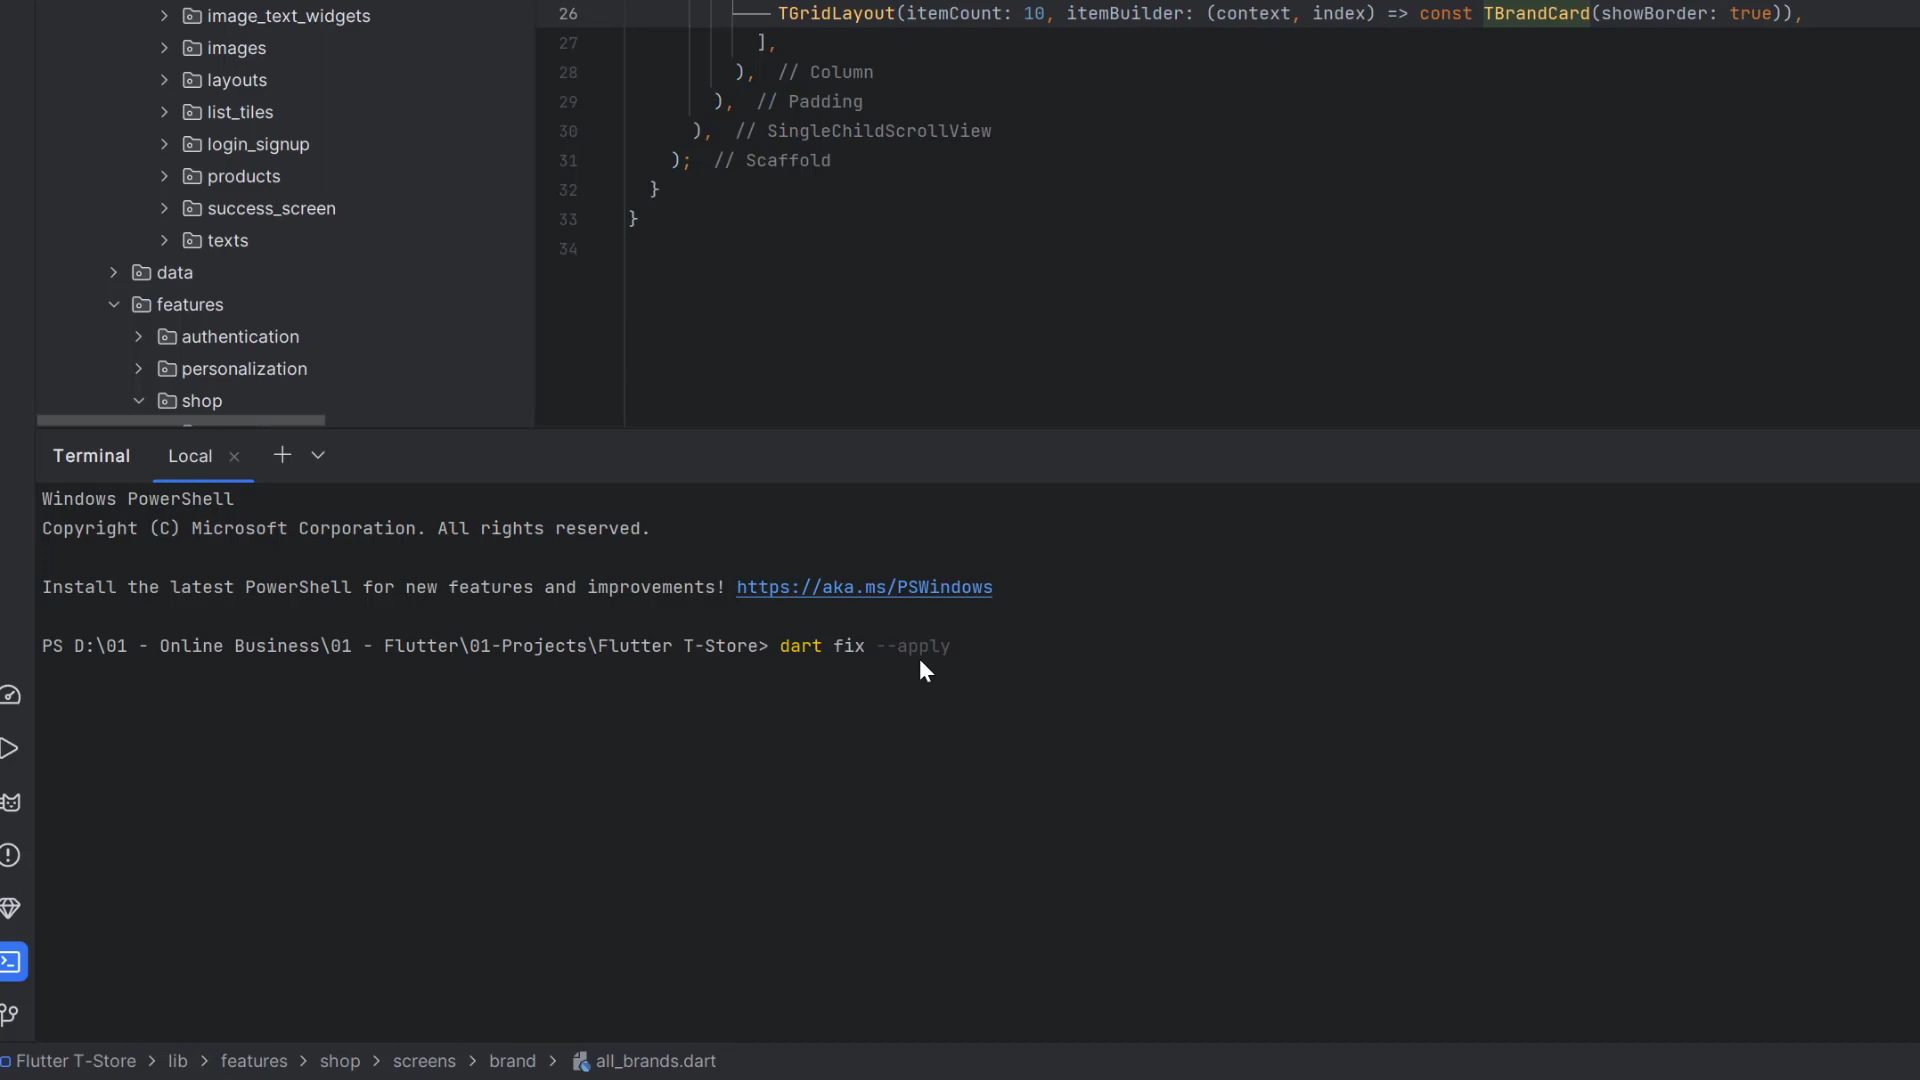 image_text_widgets
images
layouts
list_tiles
login_signup
products
success_screen
texts
data
features
authentication
personalization
shop
26 TGridLayout(itemCount: 10, itemBuilder: (context, index) => const TBrandCard(showBorder: true)),
27 ],
28 ), // Column
29 ), // Padding
30 ), // SingleChildScrollView
31 ); // Scaffold
32 }
33 }
34
Terminal Local
Windows PowerShell
Copyright (C) Microsoft Corporation. All rights reserved.
Install the latest PowerShell for new features and improvements! https://aka.ms/PSWindows
PS D:\01 - Online Business\01 - Flutter\01-Projects\Flutter T-Store> dart fix --apply
Flutter T-Store > lib > features > shop > screens > brand > all_brands.dart